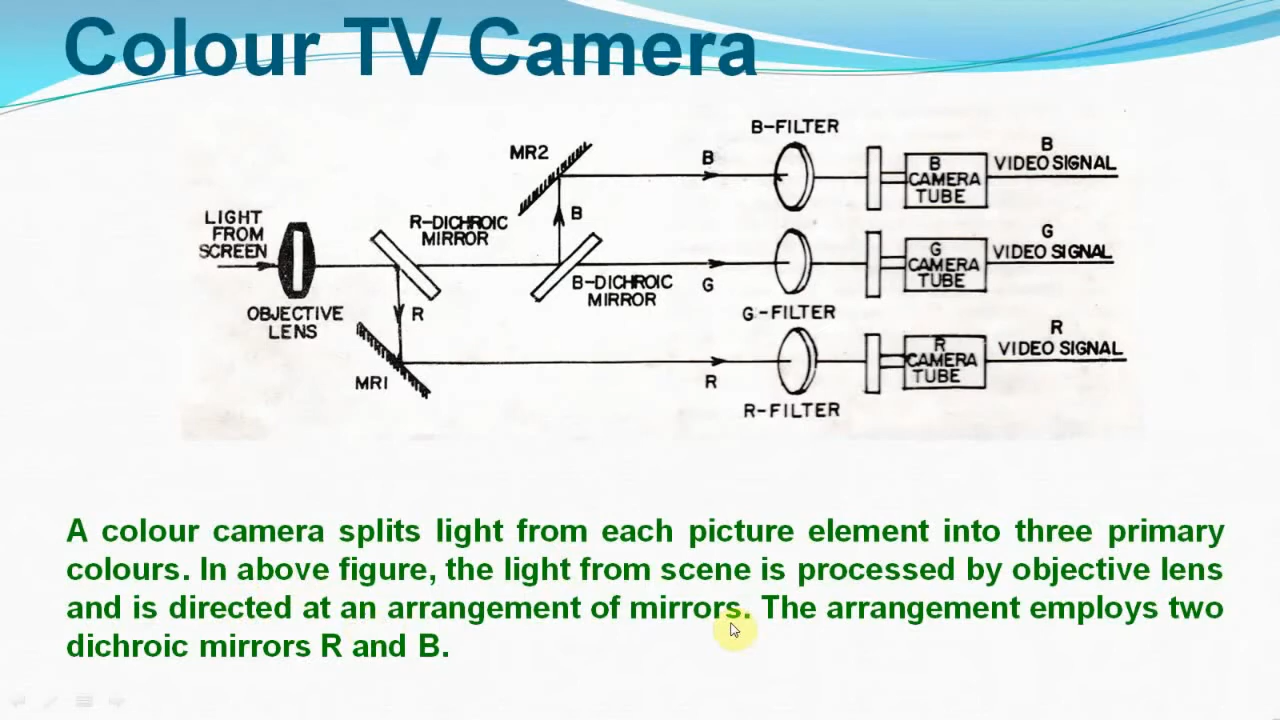 Colour TV Camera
B-FILTER
MR2
B
B
VIDEO SIGNAL
B
CAMERA
TUBE
LIGHT
FROM
SCREEN
R-DICHROIC
MIRROR
B
G
VIDEO SIGNAL
G
CAMERA
TUBE
B-DICHROIC
MIRROR
G
OBJECTIVE
LENS
R
G-FILTER
R
VIDEO SIGNAL
R
CAMERA
TUBE
MR1
R
R-FILTER
A colour camera splits light from each picture element into three primary
colours. In above figure, the light from scene is processed by objective lens
and is directed at an arrangement of mirrors. The arrangement employs two
dichroic mirrors R and B.